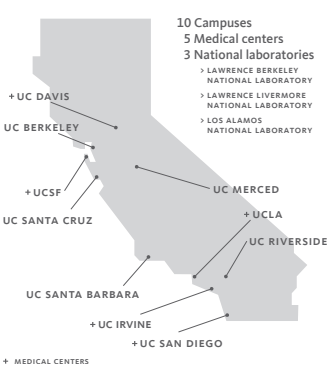 10 Campuses
5 Medical centers
3 National laboratories
> LAWRENCE BERKELEY
NATIONAL LABORATORY
> LAWRENCE LIVERMORE
NATIONAL LABORATORY
> LOS ALAMOS
NATIONAL LABORATORY
+ UC DAVIS
UC BERKELEY
+ UCSF
UC MERCED
UC SANTA CRUZ
+ UCLA
UC RIVERSIDE
UC SANTA BARBARA
+ UC IRVINE
+ UC SAN DIEGO
+ MEDICAL CENTERS